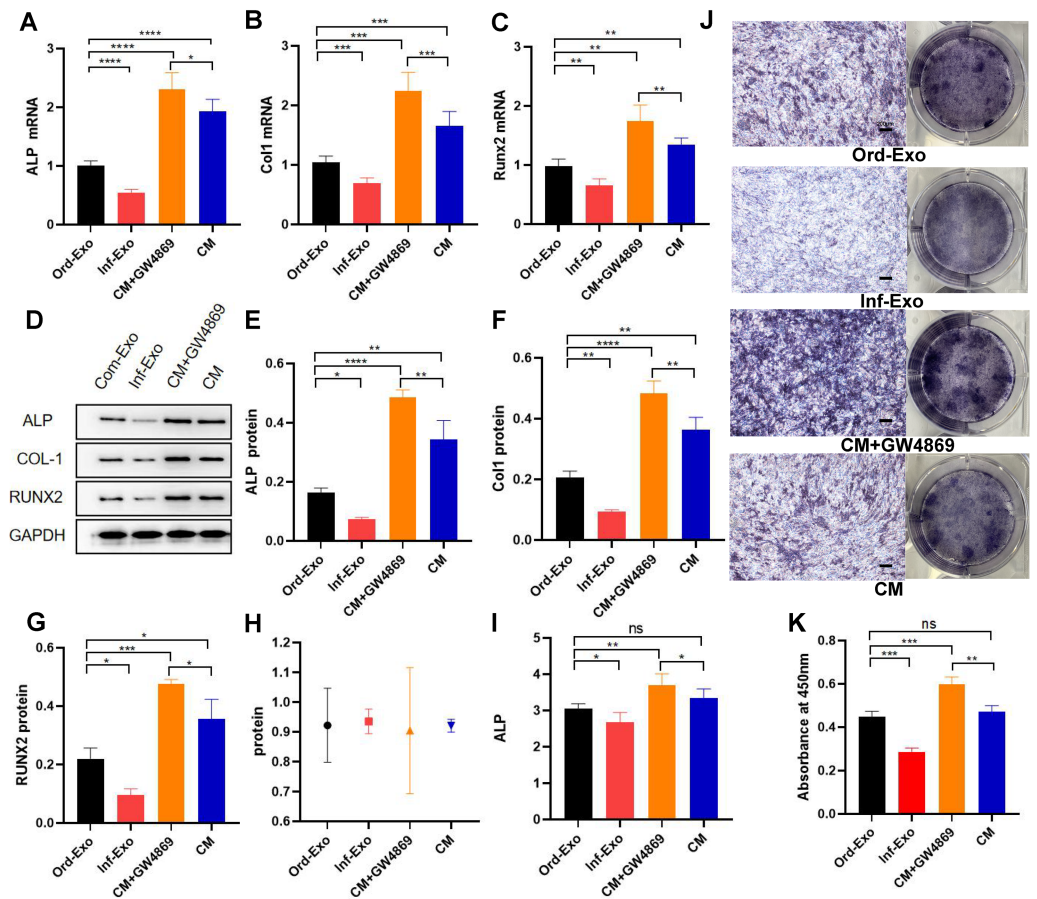 A
ALP mRNA
3
2
1
0
****
****
****
*
Ord-Exo
Inf-Exo
CM+GW4869
CM
B
Col1 mRNA
3
2
1
0
***
***
***
***
Ord-Exo
Inf-Exo
CM+GW4869
CM
C
Runx2 mRNA
3
2
1
0
**
**
**
**
Ord-Exo
Inf-Exo
CM+GW4869
CM
J
Ord-Exo
Inf-Exo
CM+GW4869
CM
D
Com-Exo
Inf-Exo
CM+GW4869
CM
ALP
COL-1
RUNX2
GAPDH
E
ALP protein
0.6
0.4
0.2
0.0
**
****
*
**
Ord-Exo
Inf-Exo
CM+GW4869
CM
F
Col1 protein
0.6
0.4
0.2
0.0
**
****
**
**
Ord-Exo
Inf-Exo
CM+GW4869
CM
G
RUNX2 protein
0.6
0.4
0.2
0.0
*
***
*
*
Ord-Exo
Inf-Exo
CM+GW4869
CM
H
protein
1.2
1.1
1.0
0.9
0.8
0.7
0.6
Ord-Exo
Inf-Exo
CM+GW4869
CM
I
ALP
5
4
3
2
1
0
ns
**
*
*
Ord-Exo
Inf-Exo
CM+GW4869
CM
K
Absorbance at 450nm
0.8
0.6
0.4
0.2
0.0
ns
***
***
**
Ord-Exo
Inf-Exo
CM+GW4869
CM